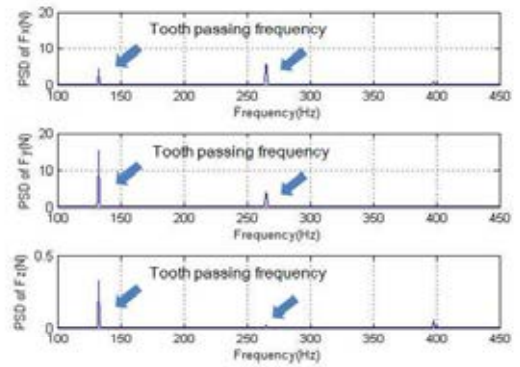 20
10
0
PSD of Fx(N)
Tooth passing frequency
100 150 200 250 300 350 400 450
Frequency(Hz)
20
10
0
PSD of Fy(N)
Tooth passing frequency
100 150 200 250 300 350 400 450
Frequency(Hz)
0.5
0
PSD of Fz(N)
Tooth passing frequency
100 150 200 250 300 350 400 450
Frequency(Hz)